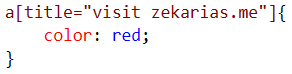 a[title="visit zekarias.me"]{
    color: red;
}